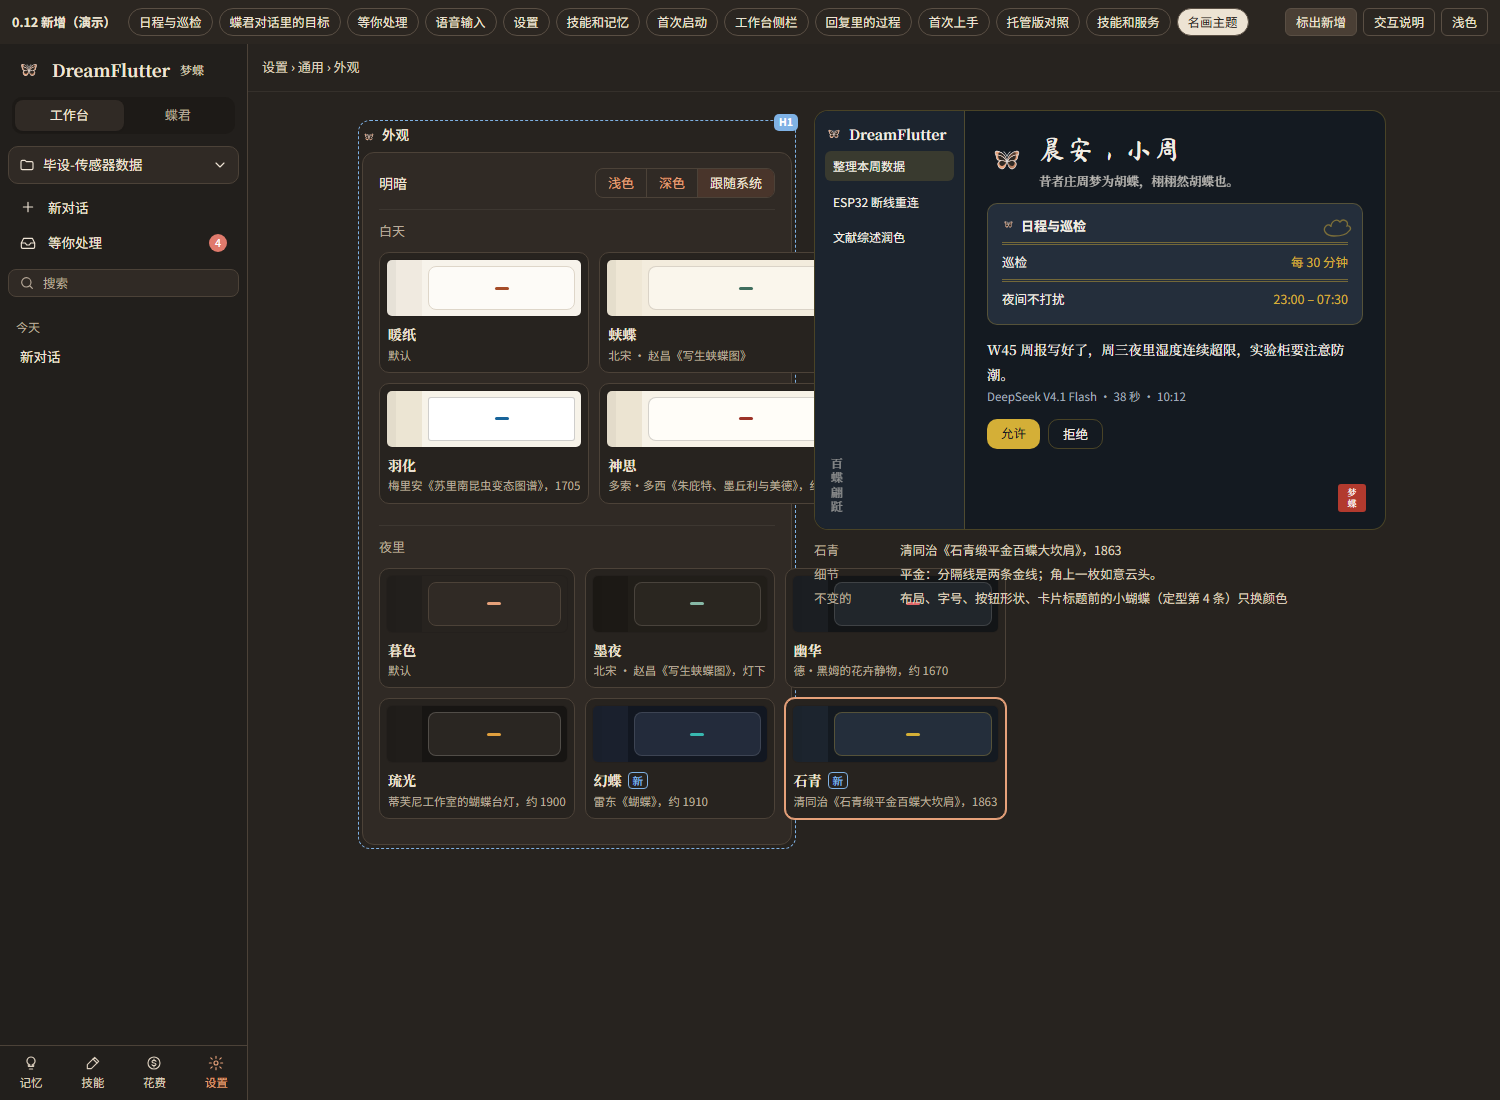 0.12 新增（演示）
日程与巡检
蝶君对话里的目标
等你处理
语音输入
设置
技能和记忆
首次启动
工作台侧栏
回复里的过程
首次上手
托管版对照
技能和服务
名画主题
标出新增
交互说明
浅色
DreamFlutter 梦蝶
工作台
蝶君
毕设-传感器数据
新对话
等你处理
4
搜索
今天
新对话
记忆
技能
花费
设置
设置 › 通用 › 外观
H1
外观
明暗
浅色
深色
跟随系统
白天
暖纸
默认
蛱蝶
北宋 · 赵昌《写生蛱蝶图》
羽化
梅里安《苏里南昆虫变态图谱》，1705
神思
多索·多西《朱庇特、墨丘利与美德》，
夜里
暮色
默认
墨夜
北宋 · 赵昌《写生蛱蝶图》，灯下
幽华
德·黑姆的花卉静物，约 1670
琉光
蒂芙尼工作室的蝴蝶台灯，约 1900
幻蝶 新
雷东《蝴蝶》，约 1910
石青 新
清同治《石青缎平金百蝶大坎肩》，1863
DreamFlutter
整理本周数据
ESP32 断线重连
文献综述润色
百蝶翩跹
晨安，小周
昔者庄周梦为胡蝶，栩栩然胡蝶也。
日程与巡检
巡检
每 30 分钟
夜间不打扰
23:00 – 07:30
W45 周报写好了，周三夜里湿度连续超限，实验柜要注意防
潮。
DeepSeek V4.1 Flash · 38 秒 · 10:12
允许
拒绝
梦蝶
石青
清同治《石青缎平金百蝶大坎肩》，1863
细节
平金：分隔线是两条金线；角上一枚如意云头。
不变的
布局、字号、按钮形状、卡片标题前的小蝴蝶（定型第 4 条）只换颜色